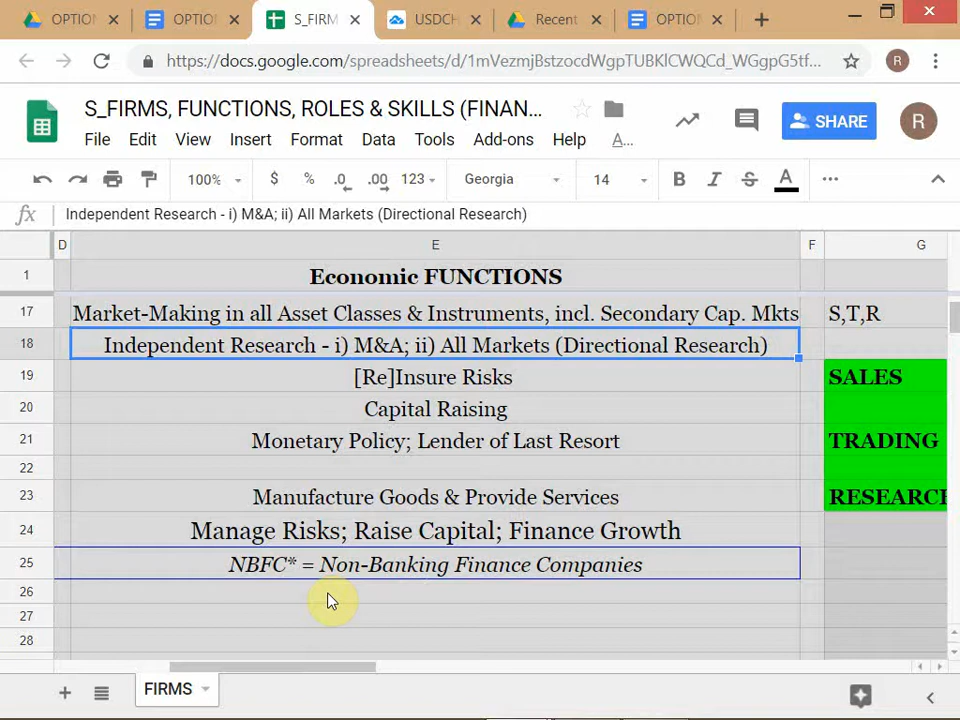 OPTIO
OPTIO
S_FIRM
USDCH
Recent
OPTIO
https://docs.google.com/spreadsheets/d/1mVezmjBstzocdWgpTUBKlCWQCd_WGgpG5tf...
R
S_FIRMS, FUNCTIONS, ROLES & SKILLS (FINAN...
SHARE
R
File Edit View Insert Format Data Tools Add-ons Help A...
100% $ % .0 .00 123 Georgia 14 B I S A
fx Independent Research - i) M&A; ii) All Markets (Directional Research)
D E F G
1 Economic FUNCTIONS
17 Market-Making in all Asset Classes & Instruments, incl. Secondary Cap. Mkts S,T,R
18 Independent Research - i) M&A; ii) All Markets (Directional Research)
19 [Re]Insure Risks SALES
20 Capital Raising
21 Monetary Policy; Lender of Last Resort TRADING
22
23 Manufacture Goods & Provide Services RESEARCH
24 Manage Risks; Raise Capital; Finance Growth
25 NBFC* = Non-Banking Finance Companies
26
27
28
FIRMS